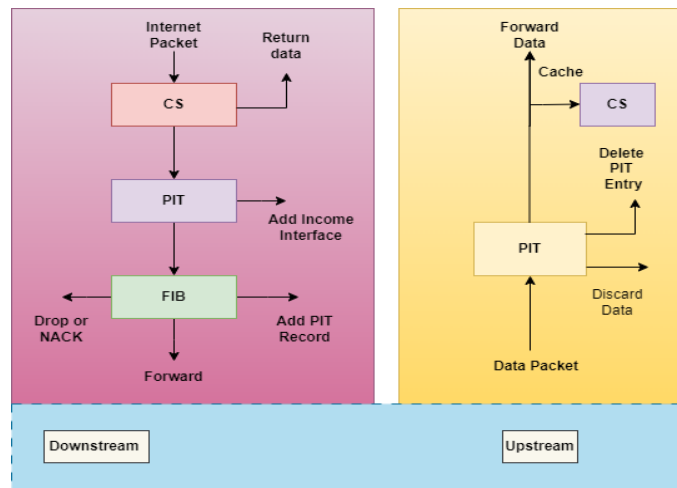 Internet
Packet
Return
data
CS
PIT
Add Income
Interface
FIB
Drop or
NACK
Add PIT
Record
Forward
Forward
Data
Cache
CS
Delete
PIT
Entry
PIT
Discard
Data
Data Packet
Downstream
Upstream